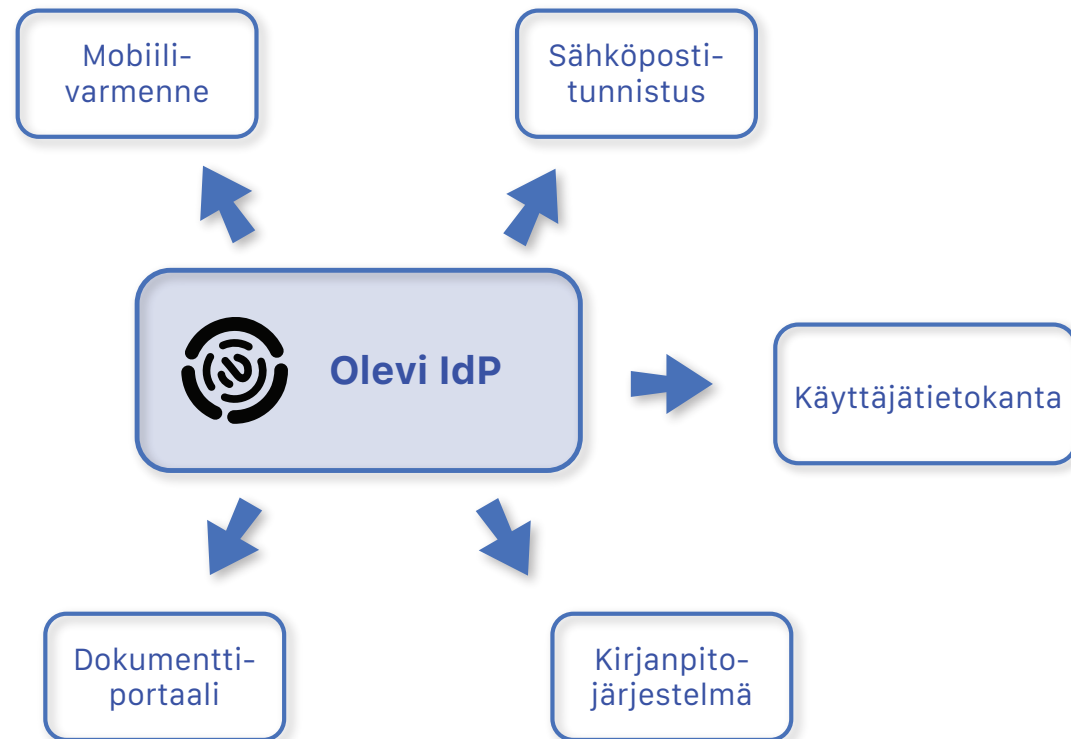 Mobiili-
varmenne
Sähköposti-
tunnistus
Olevi IdP
Käyttäjätietokanta
Dokumentti-
portaali
Kirjanpito-
järjestelmä